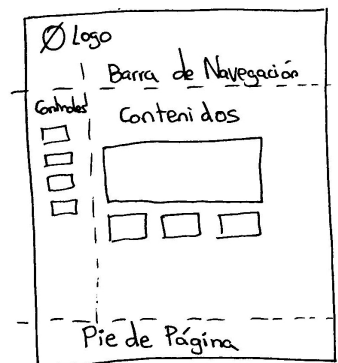 Logo
Barra de Navegación
Controles
Contenidos
Pie de Página